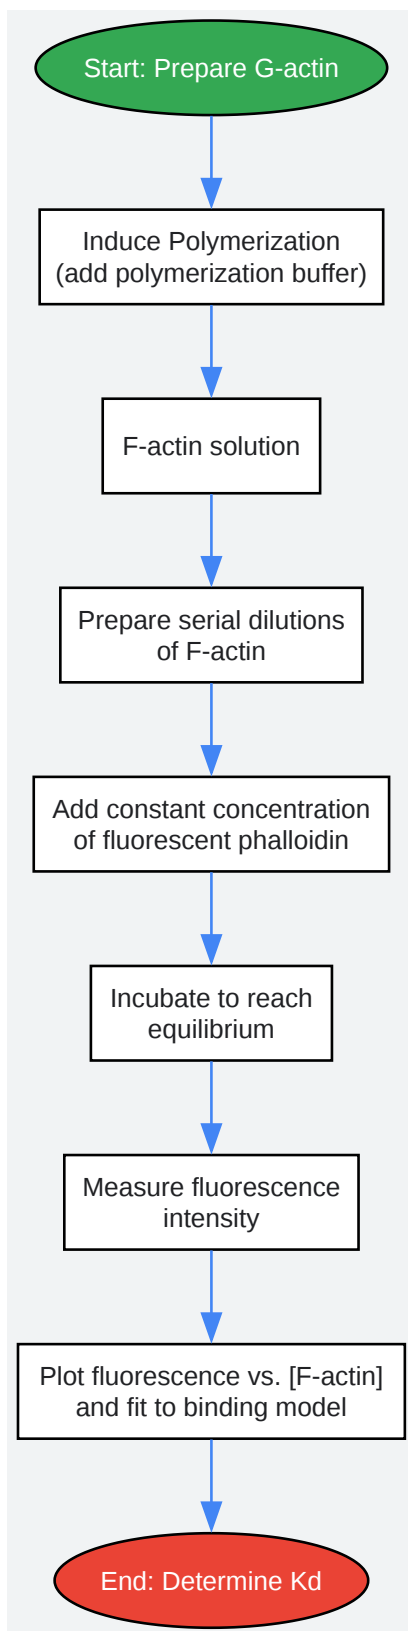 Start: Prepare G-actin
Induce Polymerization
(add polymerization buffer)
F-actin solution
Prepare serial dilutions
of F-actin
Add constant concentration
of fluorescent phalloidin
Incubate to reach
equilibrium
Measure fluorescence
intensity
Plot fluorescence vs. [F-actin]
and fit to binding model
End: Determine Kd